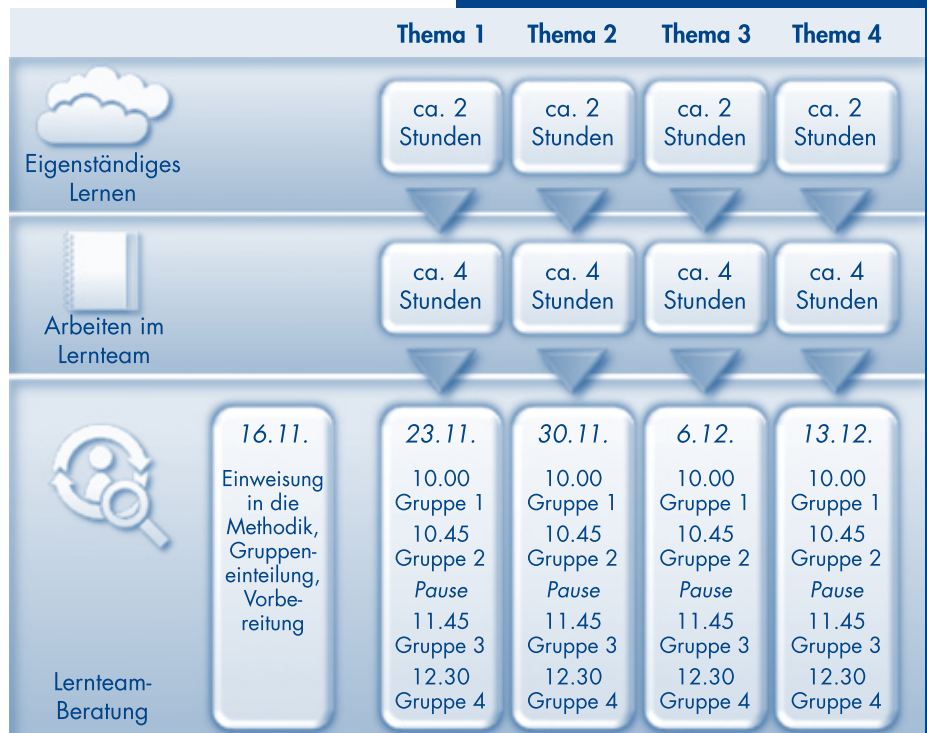 Thema 1 Thema 2 Thema 3 Thema 4
Eigenständiges
Lernen
ca. 2
Stunden
ca. 2
Stunden
ca. 2
Stunden
ca. 2
Stunden
Arbeiten im
Lernteam
ca. 4
Stunden
ca. 4
Stunden
ca. 4
Stunden
ca. 4
Stunden
Lernteam-
Beratung
16.11.
Einweisung
in die
Methodik,
Gruppen-
einteilung,
Vorbe-
reitung
23.11.
10.00
Gruppe 1
10.45
Gruppe 2
Pause
11.45
Gruppe 3
12.30
Gruppe 4
30.11.
10.00
Gruppe 1
10.45
Gruppe 2
Pause
11.45
Gruppe 3
12.30
Gruppe 4
6.12.
10.00
Gruppe 1
10.45
Gruppe 2
Pause
11.45
Gruppe 3
12.30
Gruppe 4
13.12.
10.00
Gruppe 1
10.45
Gruppe 2
Pause
11.45
Gruppe 3
12.30
Gruppe 4